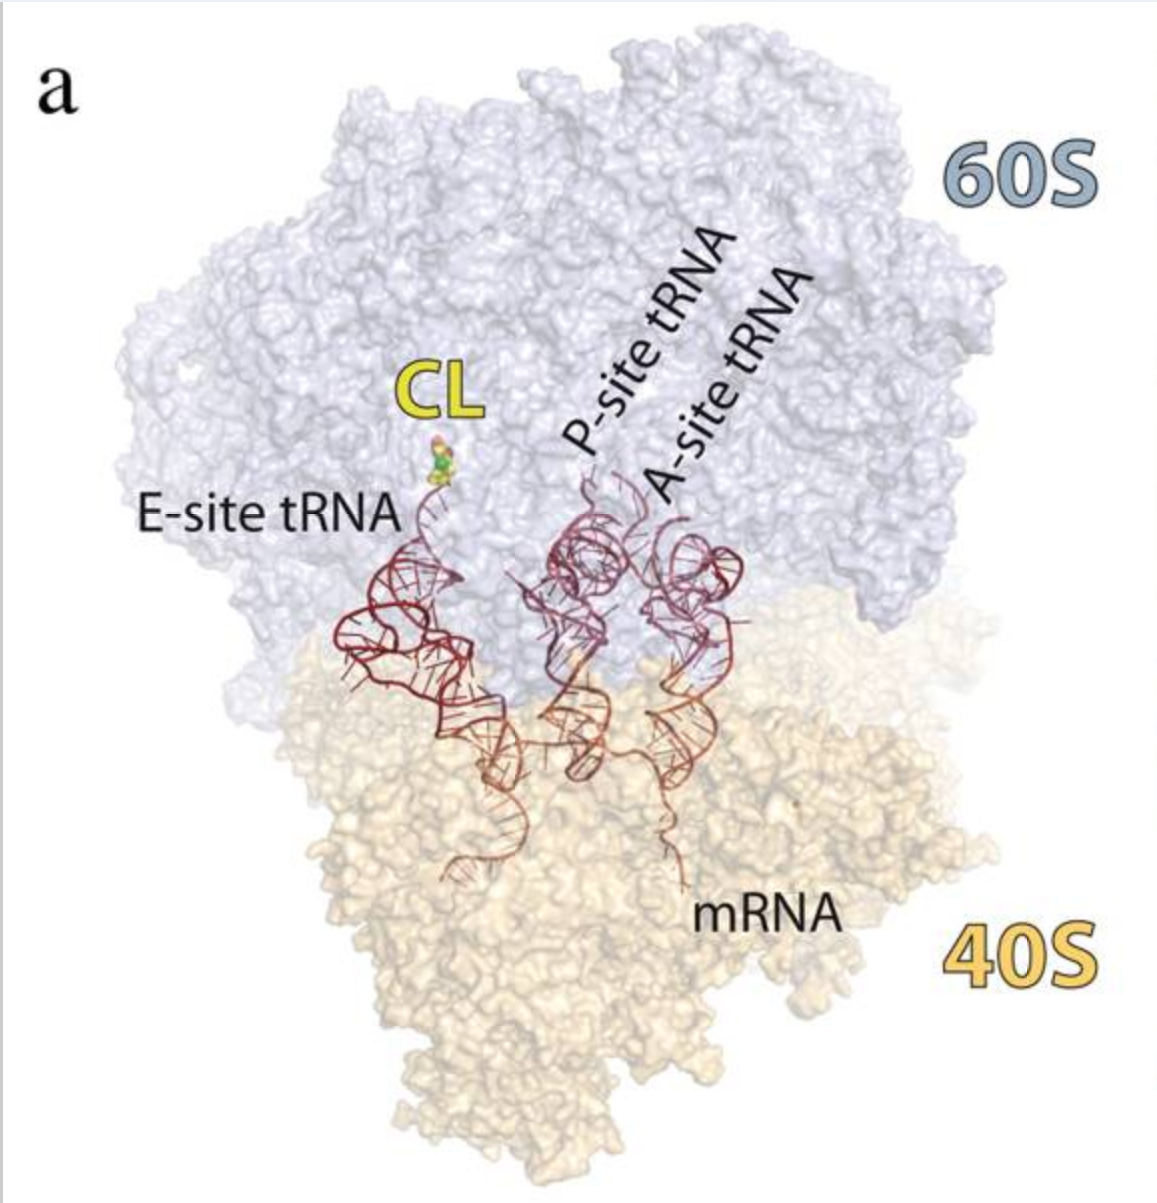 a
60S
P-site tRNA
A-site tRNA
CL
E-site tRNA
mRNA
40S